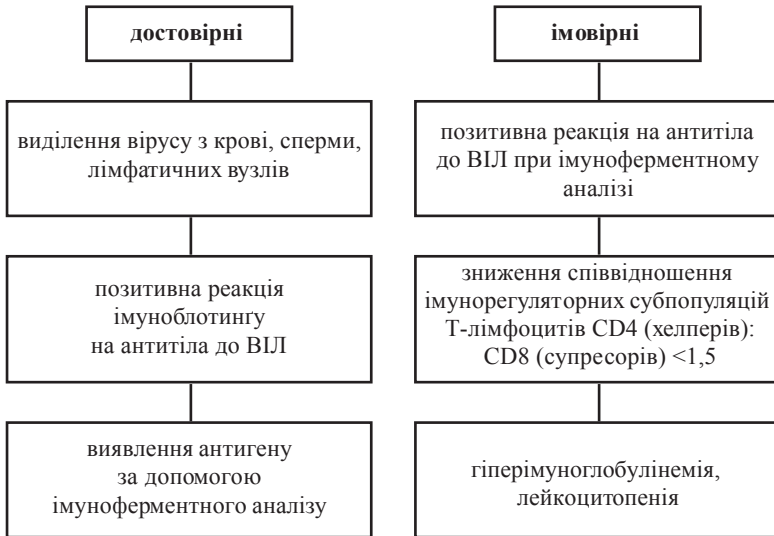 достовірні
виділення вірусу з крові, сперми,
лімфатичних вузлів
позитивна реакція
імуноблотинґу
на антитіла до ВІЛ
виявлення антигену
за допомогою
імуноферментного аналізу
імовірні
позитивна реакція на антитіла
до ВІЛ при імуноферментному
аналізі
зниження співвідношення
імунорегуляторних субпопуляцій
Т-лімфоцитів CD4 (хелперів):
CD8 (супресорів) <1,5
гіперімуноглобулінемія,
лейкоцитопенія